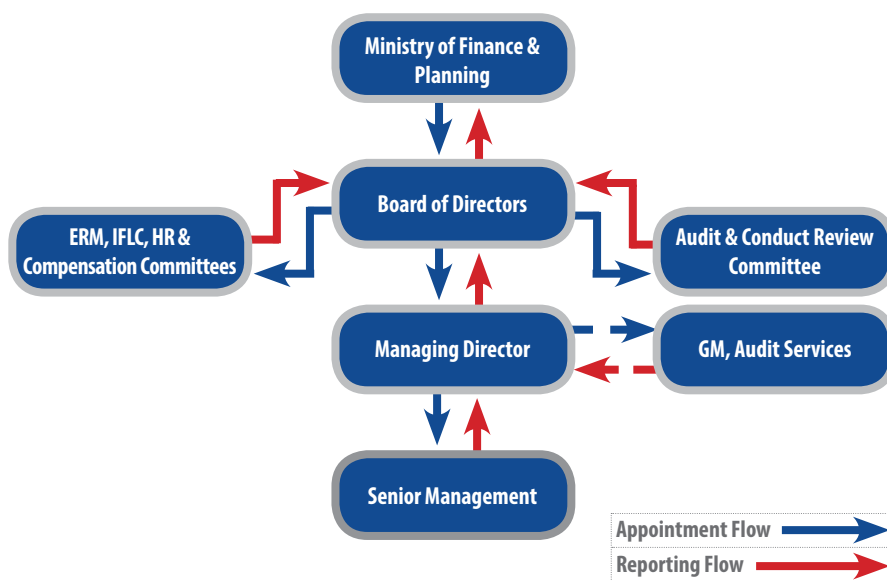 Ministry of Finance &
Planning
Board of Directors
ERM, IFLC, HR &
Compensation Committees
Audit & Conduct Review
Committee
Managing Director
GM, Audit Services
Senior Management
Appointment Flow
Reporting Flow